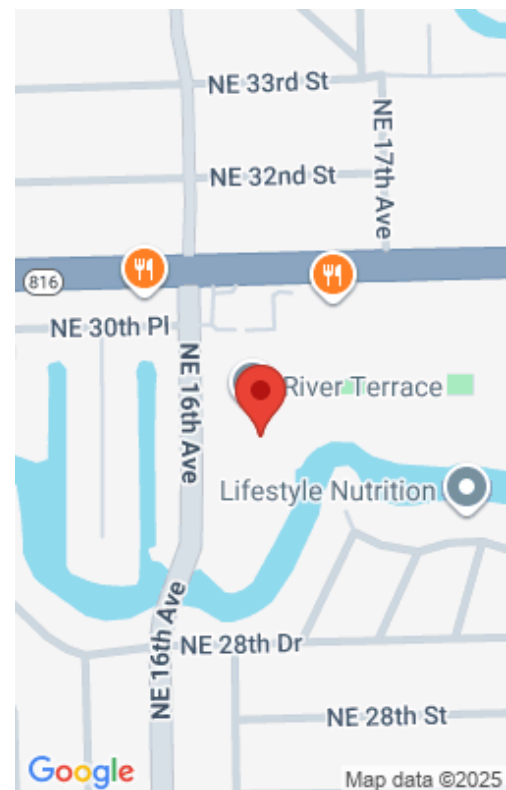 NE 33rd St
NE 17th Ave
NE 32nd St
816
NE 30th Pl
NE 16th Ave
River Terrace
Lifestyle Nutrition
NE 16th Ave
NE 28th Dr
NE 28th St
Google
Map data ©2025